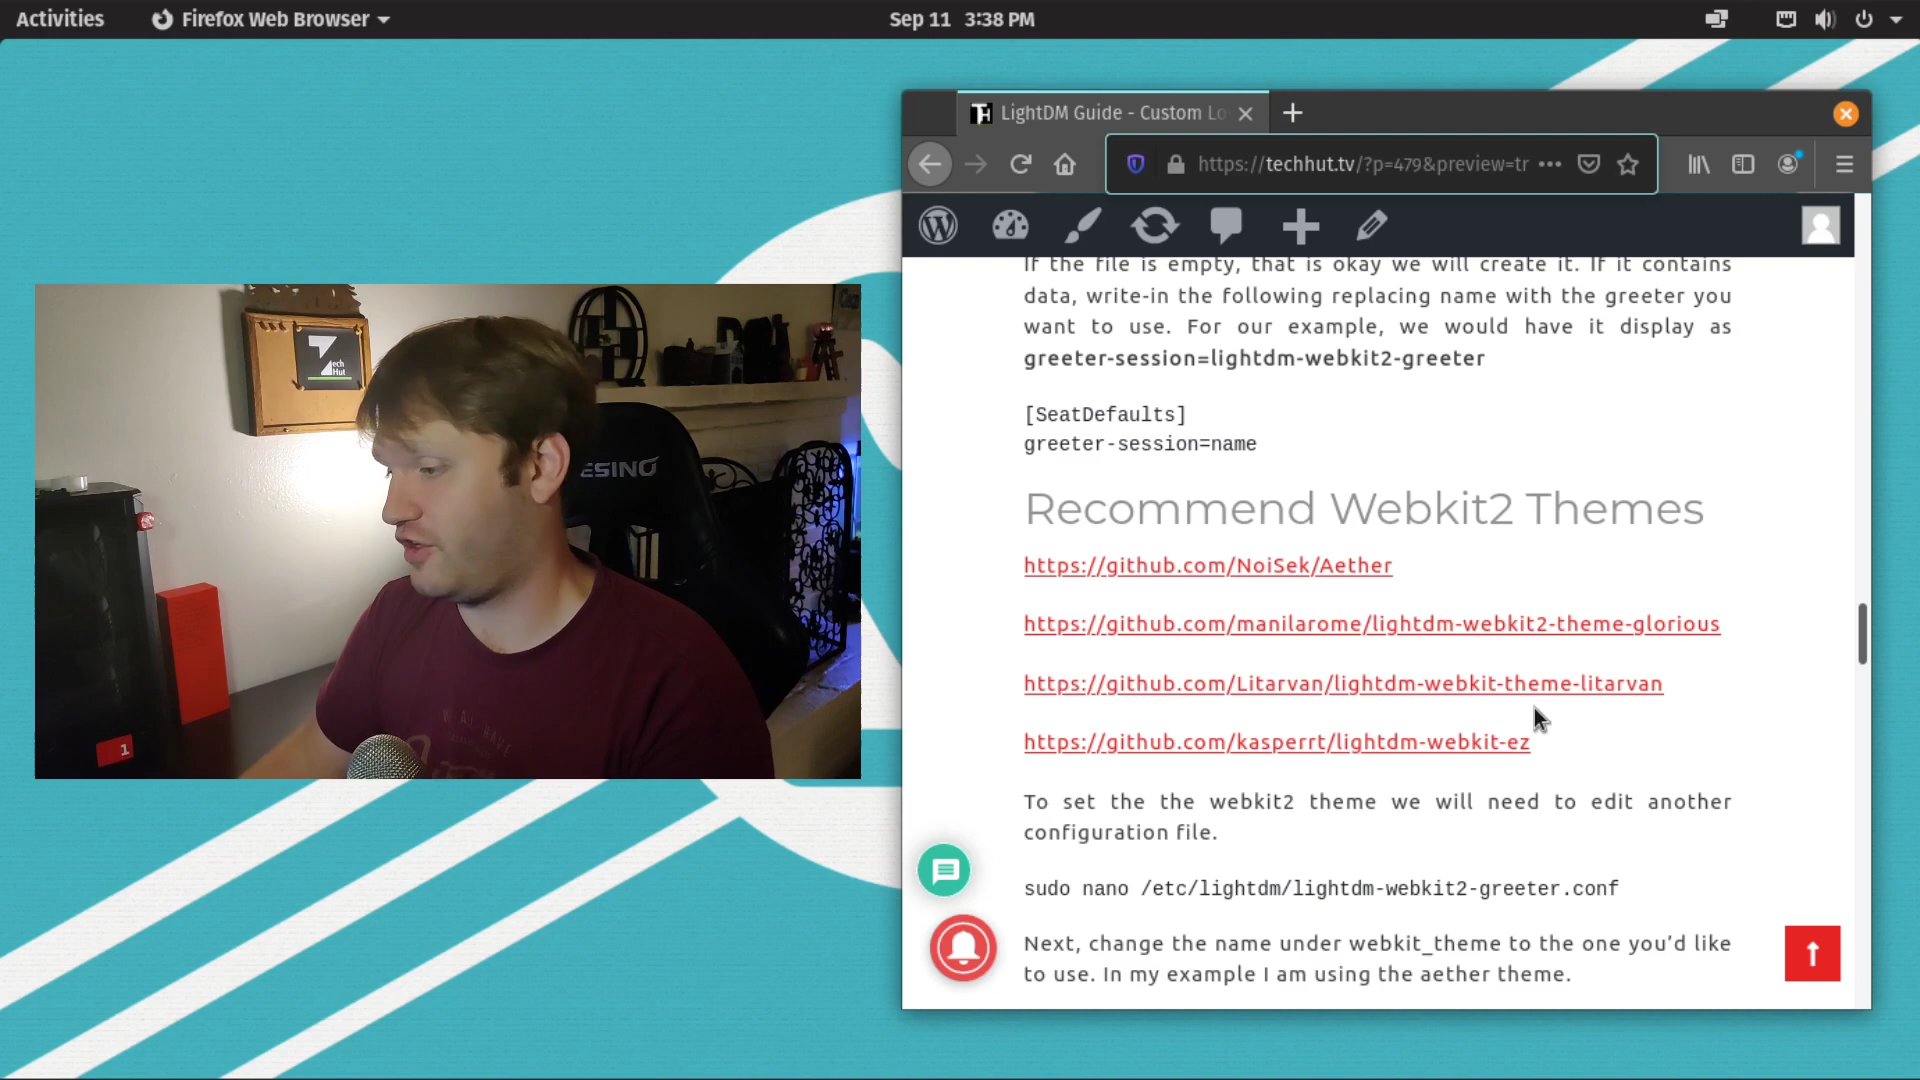 Activities
Firefox Web Browser
Sep 11 3:38 PM
LightDM Guide - Custom Lo
https://techhut.tv/?p=479&preview=tr
If the file is empty, that is okay we will create it. If it contains
data, write-in the following replacing name with the greeter you
want to use. For our example, we would have it display as
greeter-session=lightdm-webkit2-greeter
[SeatDefaults]
greeter-session=name
Recommend Webkit2 Themes
https://github.com/NoiSek/Aether
https://github.com/manilarome/lightdm-webkit2-theme-glorious
https://github.com/Litarvan/lightdm-webkit-theme-litarvan
https://github.com/kasperrt/lightdm-webkit-ez
To set the the webkit2 theme we will need to edit another
configuration file.
sudo nano /etc/lightdm/lightdm-webkit2-greeter.conf
Next, change the name under webkit_theme to the one you’d like
to use. In my example I am using the aether theme.
Tech
Hut
ESINO
1
HAVE